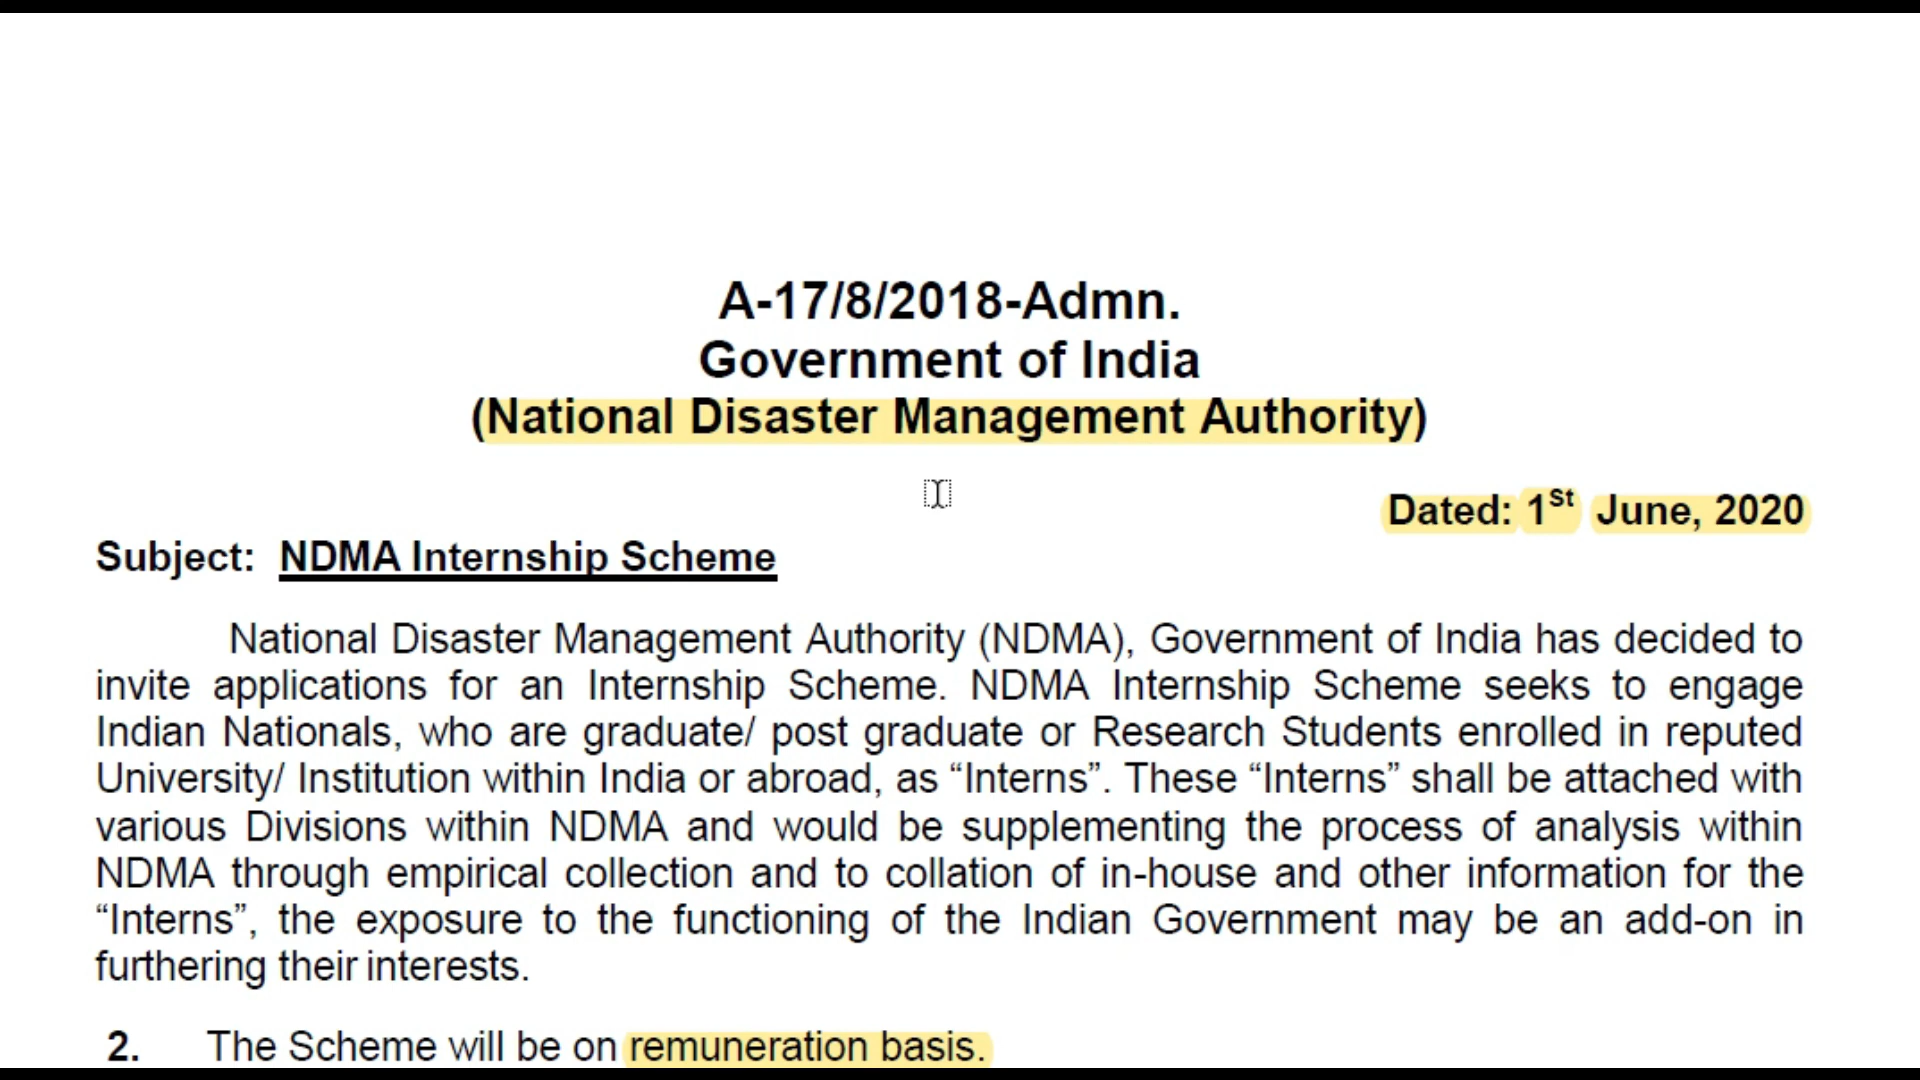 A-17/8/2018-Admn.
Government of India
(National Disaster Management Authority)
Dated: 1St June, 2020
Subject: NDMA Internship Scheme
National Disaster Management Authority (NDMA), Government of India has decided to
invite applications for an Internship Scheme. NDMA Internship Scheme seeks to engage
Indian Nationals, who are graduate/ post graduate or Research Students enrolled in reputed
University/ Institution within India or abroad, as “Interns”. These “Interns” shall be attached with
various Divisions within NDMA and would be supplementing the process of analysis within
NDMA through empirical collection and to collation of in-house and other information for the
“Interns”, the exposure to the functioning of the Indian Government may be an add-on in
furthering their interests.
2. The Scheme will be on remuneration basis.